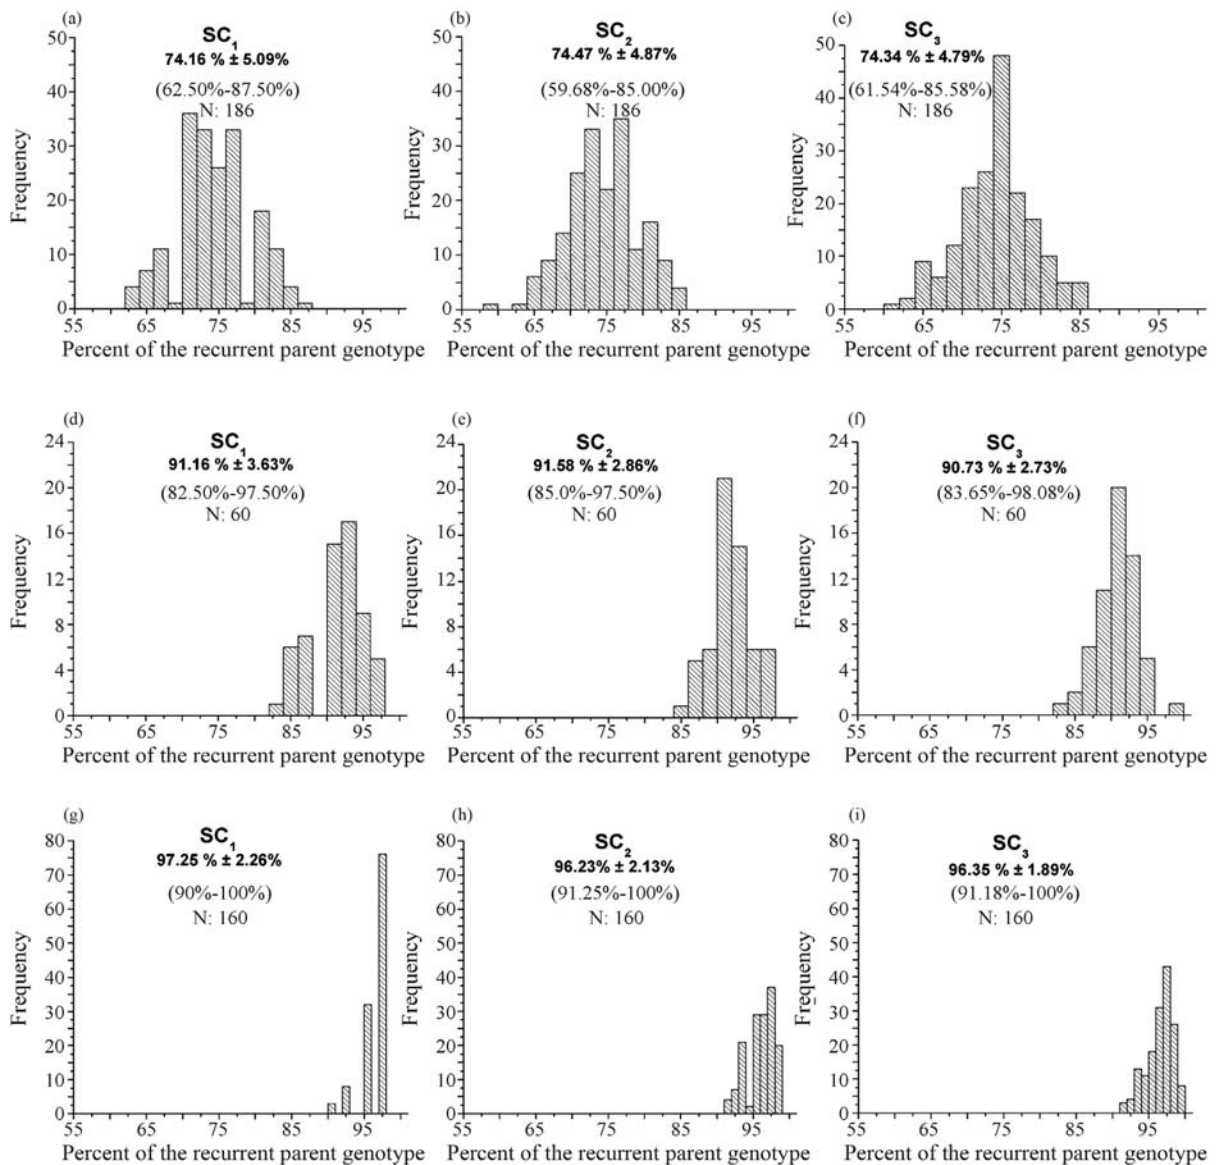 (a)
SC1
74.16 % ± 5.09%
(62.50%-87.50%)
N: 186
50
40
30
20
10
0
Frequency
55 65 75 85 95
Percent of the recurrent parent genotype
(b)
SC2
74.47 % ± 4.87%
(59.68%-85.00%)
N: 186
50
40
30
20
10
0
Frequency
55 65 75 85 95
Percent of the recurrent parent genotype
(c)
SC3
74.34 % ± 4.79%
(61.54%-85.58%)
N: 186
50
40
30
20
10
0
Frequency
55 65 75 85 95
Percent of the recurrent parent genotype
(d)
SC1
91.16 % ± 3.63%
(82.50%-97.50%)
N: 60
24
20
16
12
8
4
0
Frequency
55 65 75 85 95
Percent of the recurrent parent genotype
(e)
SC2
91.58 % ± 2.86%
(85.0%-97.50%)
N: 60
24
20
16
12
8
4
0
Frequency
55 65 75 85 95
Percent of the recurrent parent genotype
(f)
SC3
90.73 % ± 2.73%
(83.65%-98.08%)
N: 60
24
20
16
12
8
4
0
Frequency
55 65 75 85 95
Percent of the recurrent parent genotype
(g)
SC1
97.25 % ± 2.26%
(90%-100%)
N: 160
80
70
60
50
40
30
20
10
0
Frequency
55 65 75 85 95
Percent of the recurrent parent genotype
(h)
SC2
96.23% ± 2.13%
(91.25%-100%)
N: 160
80
70
60
50
40
30
20
10
0
Frequency
55 65 75 85 95
Percent of the recurrent parent genotype
(i)
SC3
96.35 % ± 1.89%
(91.18%-100%)
N: 160
80
70
60
50
40
30
20
10
0
Frequency
55 65 75 85 95
Percent of the recurrent parent genotype